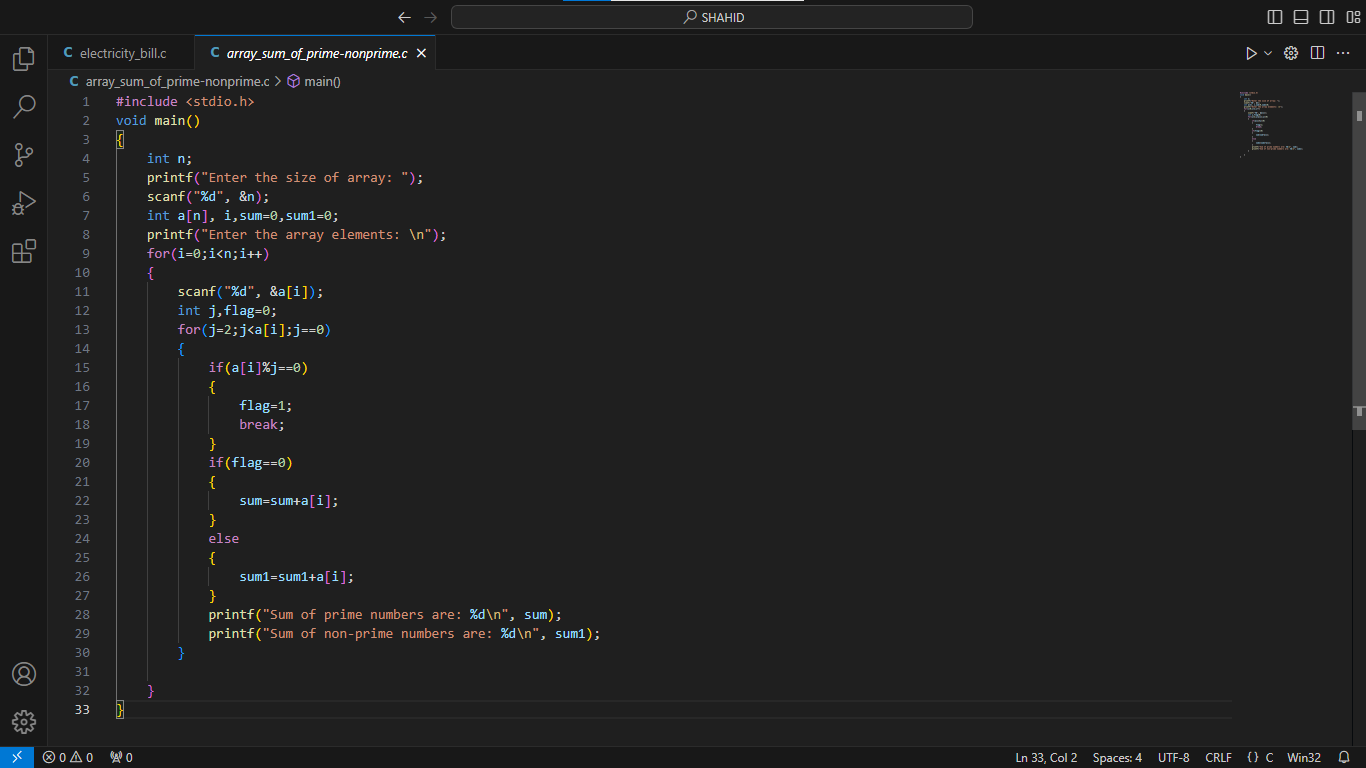 SHAHID
electricity_bill.c
array_sum_of_prime-nonprime.c
array_sum_of_prime-nonprime.c > main()
1 #include <stdio.h>
2 void main()
3 {
4 int n;
5 printf("Enter the size of array: ");
6 scanf("%d", &n);
7 int a[n], i,sum=0,sum1=0;
8 printf("Enter the array elements: \n");
9 for(i=0;i<n;i++)
10 {
11 scanf("%d", &a[i]);
12 int j,flag=0;
13 for(j=2;j<a[i];j==0)
14 {
15 if(a[i]%j==0)
16 {
17 flag=1;
18 break;
19 }
20 if(flag==0)
21 {
22 sum=sum+a[i];
23 }
24 else
25 {
26 sum1=sum1+a[i];
27 }
28 printf("Sum of prime numbers are: %d\n", sum);
29 printf("Sum of non-prime numbers are: %d\n", sum1);
30 }
31
32 }
33 }
0 0 0 Ln 33, Col 2 Spaces: 4 UTF-8 CRLF {} C Win32